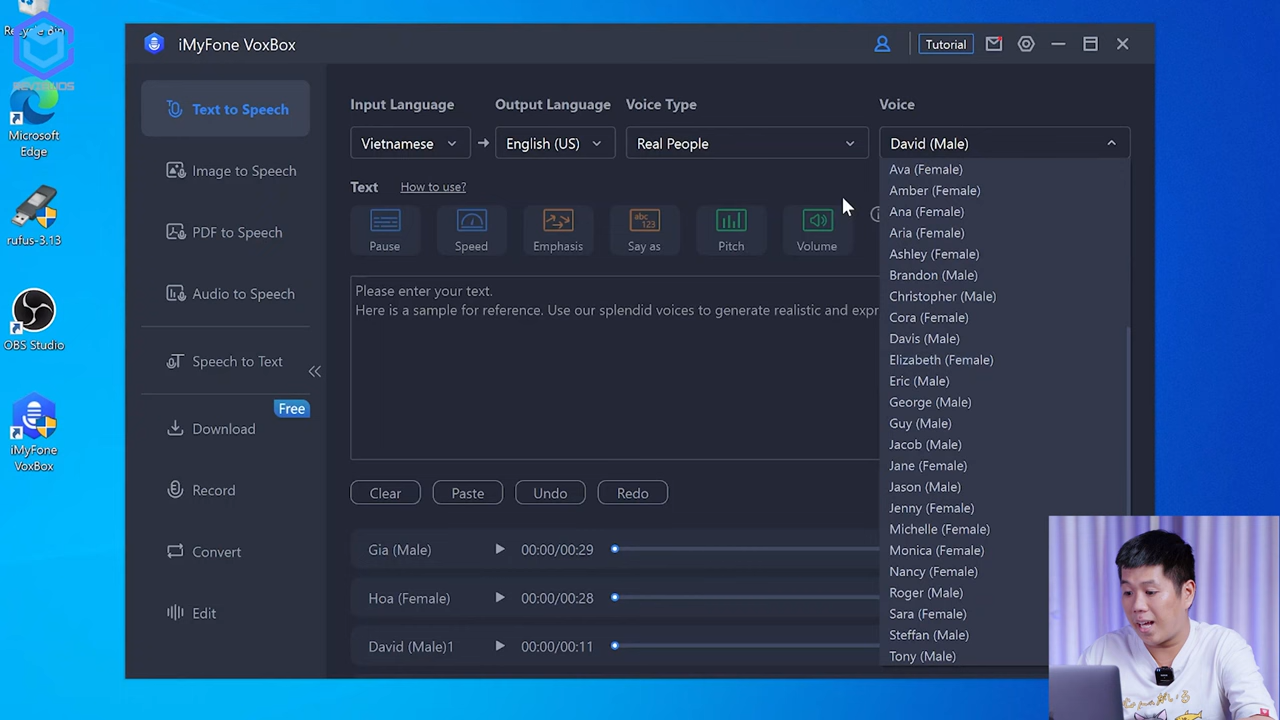 Recycle Bin
REVIEWOS
Microsoft
Edge
rufus-3.13
OBS Studio
iMyFone
VoxBox
iMyFone VoxBox
Tutorial
Text to Speech
Image to Speech
PDF to Speech
Audio to Speech
Speech to Text
Free
Download
Record
Convert
Edit
Input Language
Output Language
Voice Type
Voice
Vietnamese
English (US)
Real People
David (Male)
Text
How to use?
Pause
Speed
Emphasis
abc
123
Say as
Pitch
Volume
Please enter your text.
Here is a sample for reference. Use our splendid voices to generate realistic and expr
Clear
Paste
Undo
Redo
Gia (Male) 00:00/00:29
Hoa (Female) 00:00/00:28
David (Male)1 00:00/00:11
Ava (Female)
Amber (Female)
Ana (Female)
Aria (Female)
Ashley (Female)
Brandon (Male)
Christopher (Male)
Cora (Female)
Davis (Male)
Elizabeth (Female)
Eric (Male)
George (Male)
Guy (Male)
Jacob (Male)
Jane (Female)
Jason (Male)
Jenny (Female)
Michelle (Female)
Monica (Female)
Nancy (Female)
Roger (Male)
Sara (Female)
Steffan (Male)
Tony (Male)